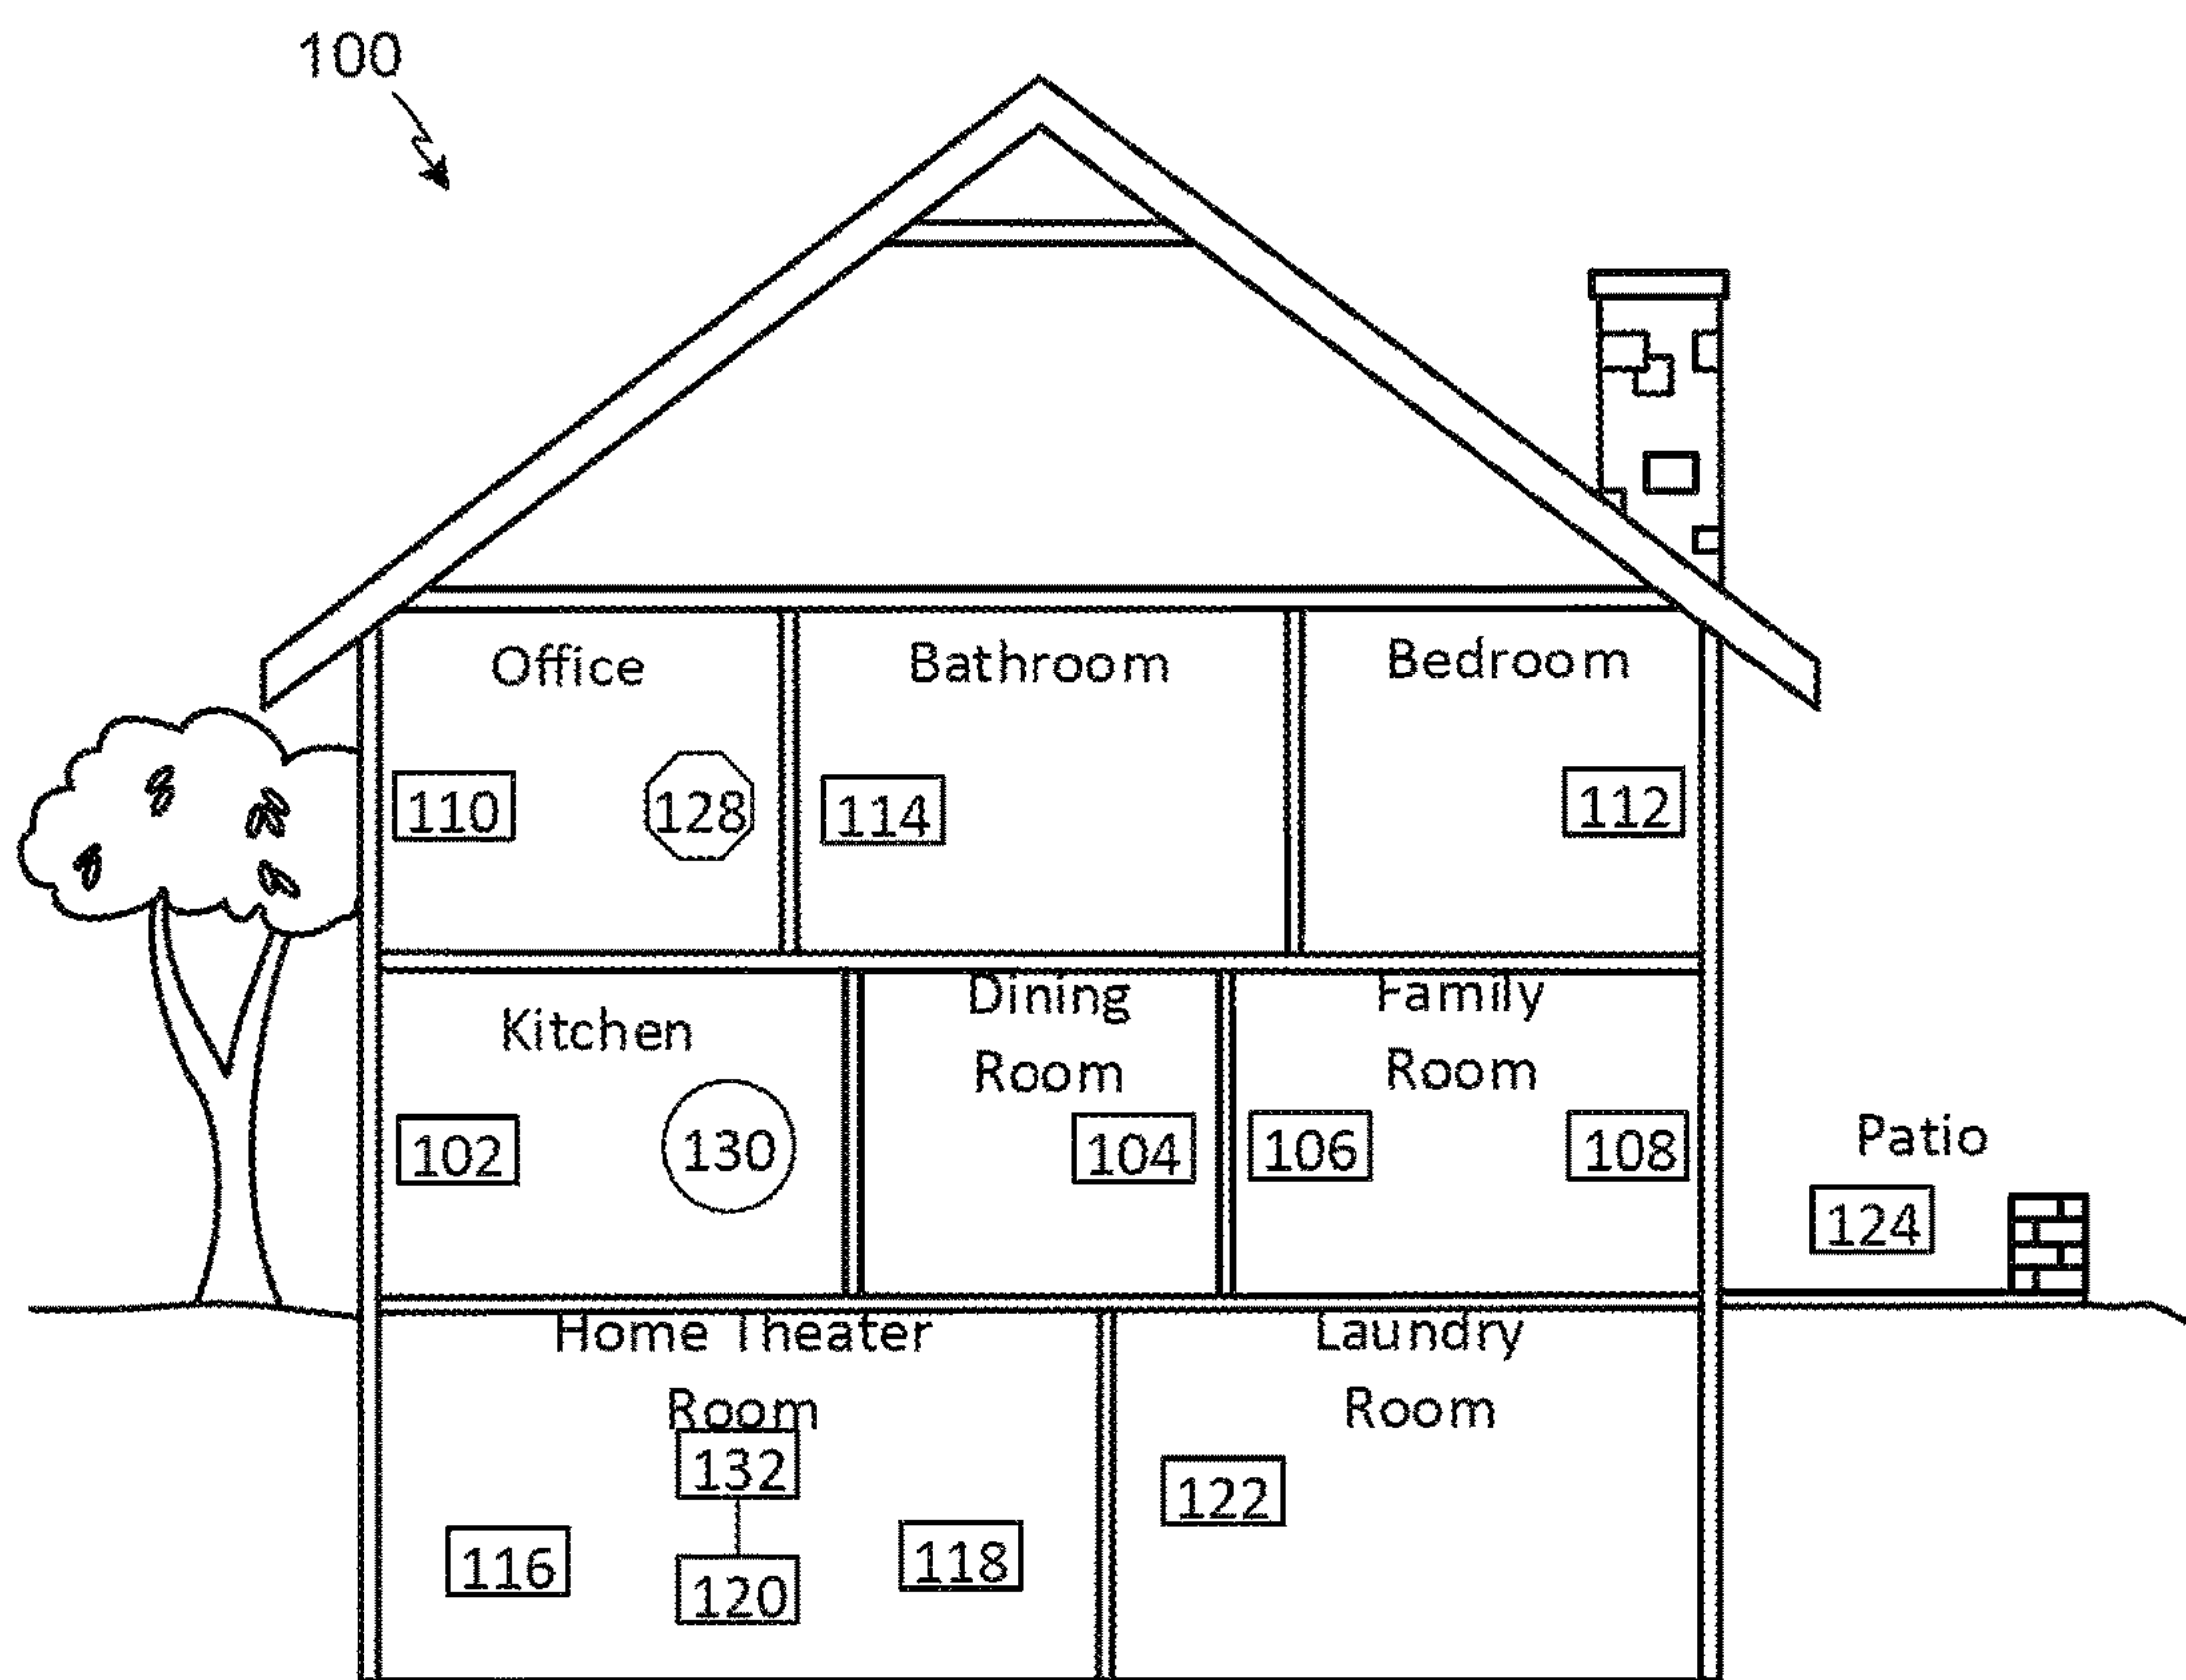 100
Office
Bathroom
Bedroom
110
128
114
112
Kitchen
Dining
Room
Family
Room
102
130
104
106
108
Patio
124
Home Theater
Room
Laundry
Room
132
116
120
118
122